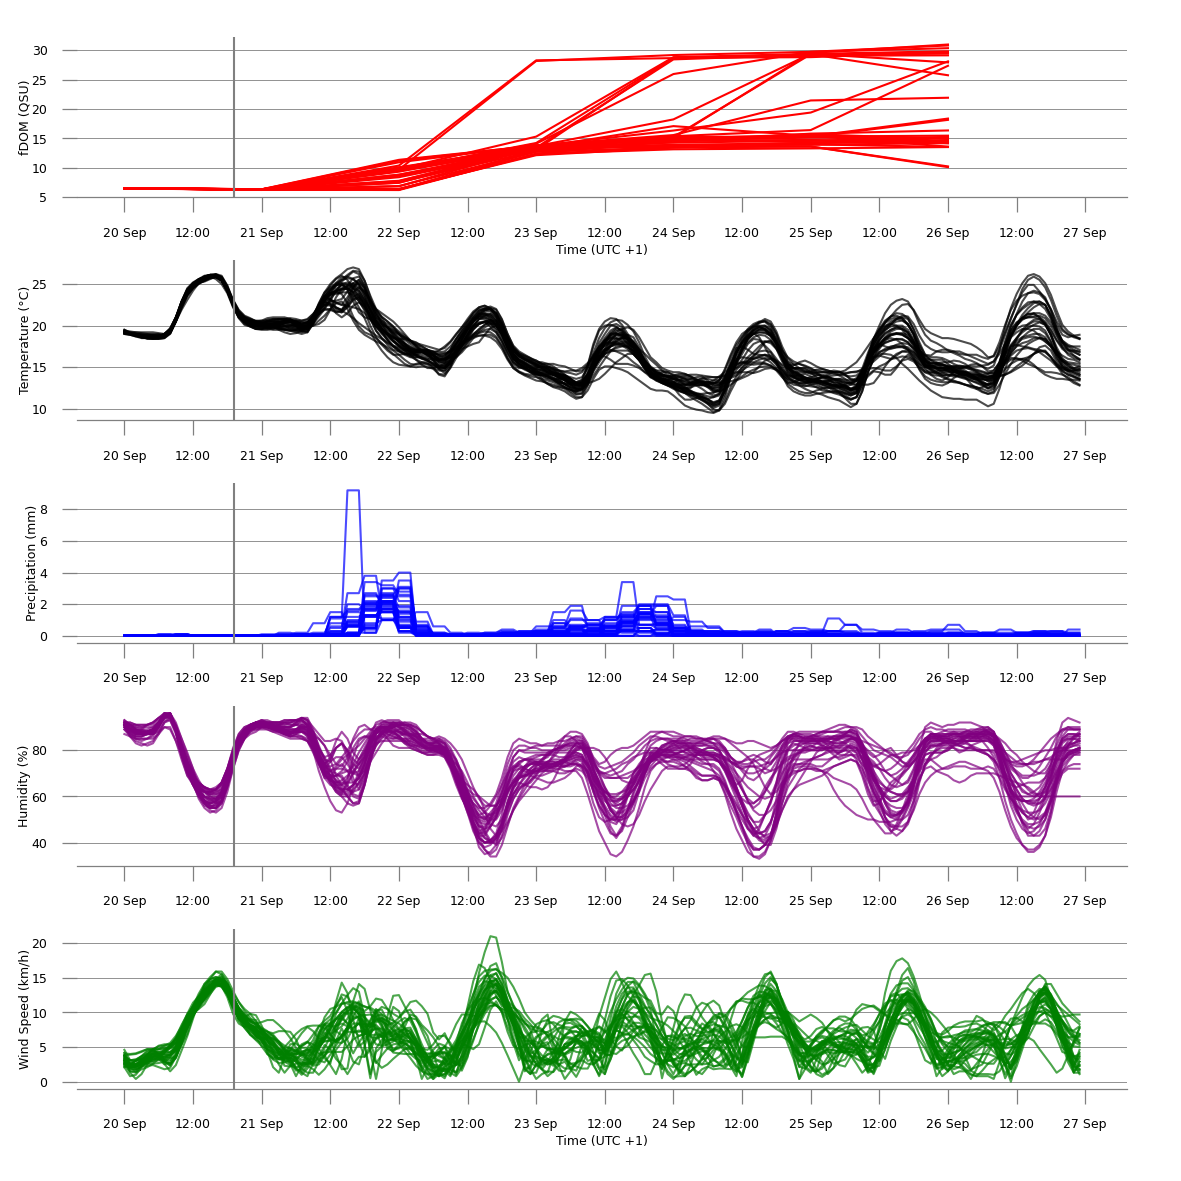 30
25
20
15
10
5
fDOM (QSU)
20 Sep 12:00 21 Sep 12:00 22 Sep 12:00 23 Sep 12:00 24 Sep 12:00 25 Sep 12:00 26 Sep 12:00 27 Sep
Time (UTC +1)
25
20
15
10
Temperature (°C)
20 Sep 12:00 21 Sep 12:00 22 Sep 12:00 23 Sep 12:00 24 Sep 12:00 25 Sep 12:00 26 Sep 12:00 27 Sep
8
6
4
2
0
Precipitation (mm)
20 Sep 12:00 21 Sep 12:00 22 Sep 12:00 23 Sep 12:00 24 Sep 12:00 25 Sep 12:00 26 Sep 12:00 27 Sep
80
60
40
Humidity (%)
20 Sep 12:00 21 Sep 12:00 22 Sep 12:00 23 Sep 12:00 24 Sep 12:00 25 Sep 12:00 26 Sep 12:00 27 Sep
20
15
10
5
0
Wind Speed (km/h)
20 Sep 12:00 21 Sep 12:00 22 Sep 12:00 23 Sep 12:00 24 Sep 12:00 25 Sep 12:00 26 Sep 12:00 27 Sep
Time (UTC +1)